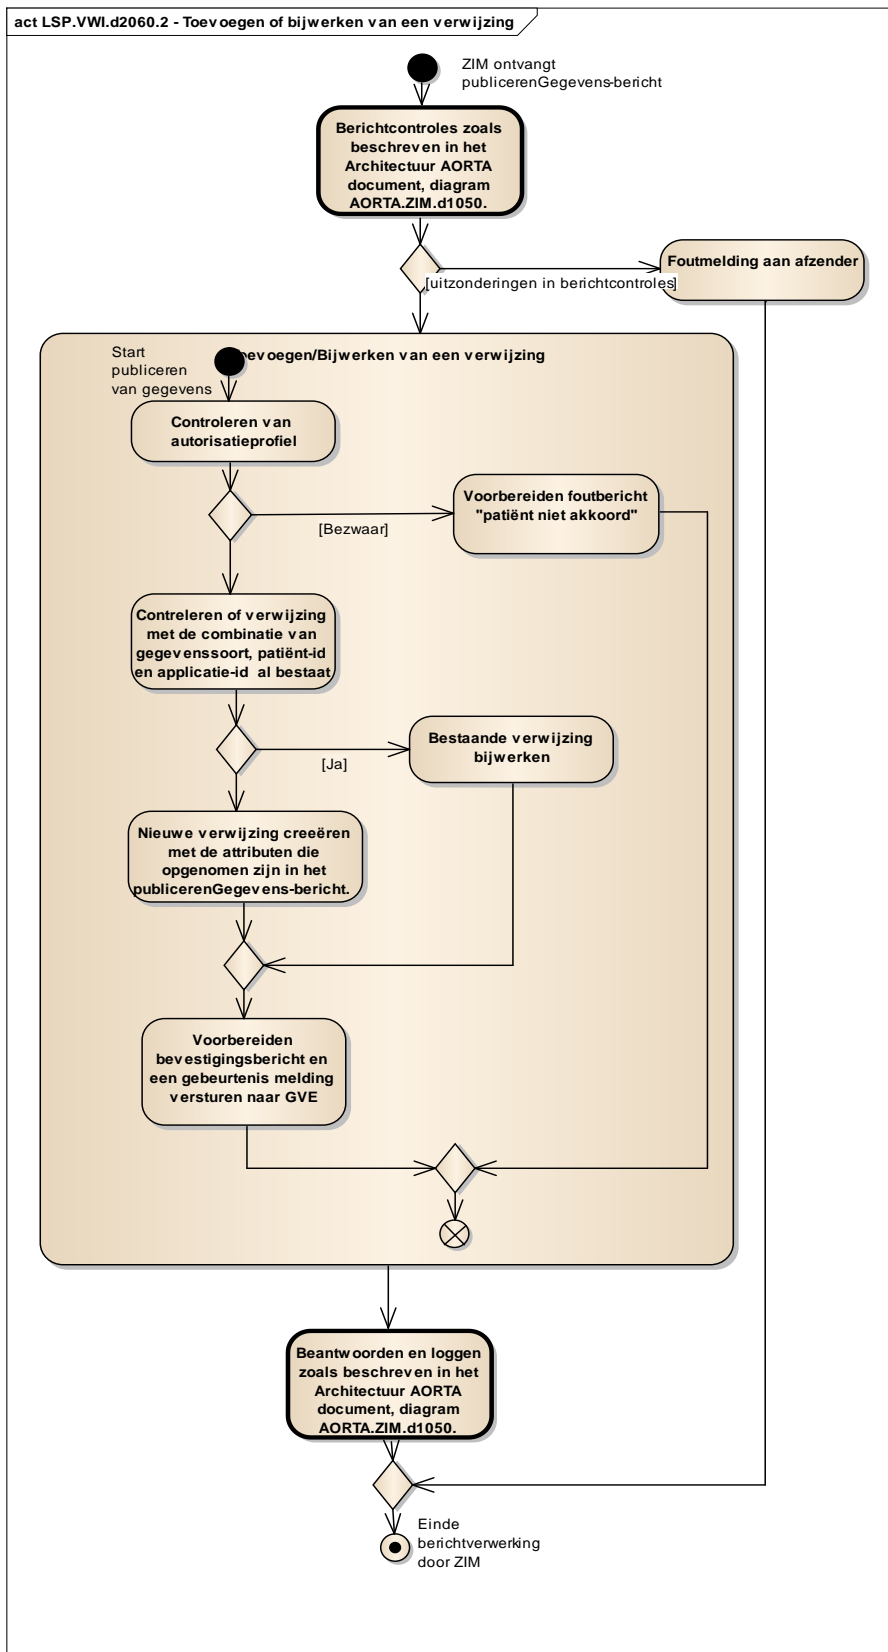 act LSP.VWI.d2060.2 - Toevoegen of bijwerken van een verwijzing
ZIM ontvangt
publicerenGegevens-bericht
Berichtcontroles zoals
beschreven in het
Architectuur AORTA
document, diagram
AORTA.ZIM.d1050.
Foutmelding aan afzender
[uitzonderingen in berichtcontroles]
Start
publiceren
van gegevens
oevoegen/Bijwerken van een verwijzing
Controleren van
autorisatieprofiel
Voorbereiden foutbericht
"patiënt niet akkoord"
[Bezwaar]
Contreleren of verwijzing
met de combinatie van
gegevenssoort, patiënt-id
en applicatie-id al bestaat
Bestaande verwijzing
bijwerken
[Ja]
Nieuwe verwijzing creeëren
met de attributen die
opgenomen zijn in het
publicerenGegevens-bericht.
Voorbereiden
bevestigingsbericht en
een gebeurtenis melding
versturen naar GVE
Beantwoorden en loggen
zoals beschreven in het
Architectuur AORTA
document, diagram
AORTA.ZIM.d1050.
Einde
berichtverwerking
door ZIM